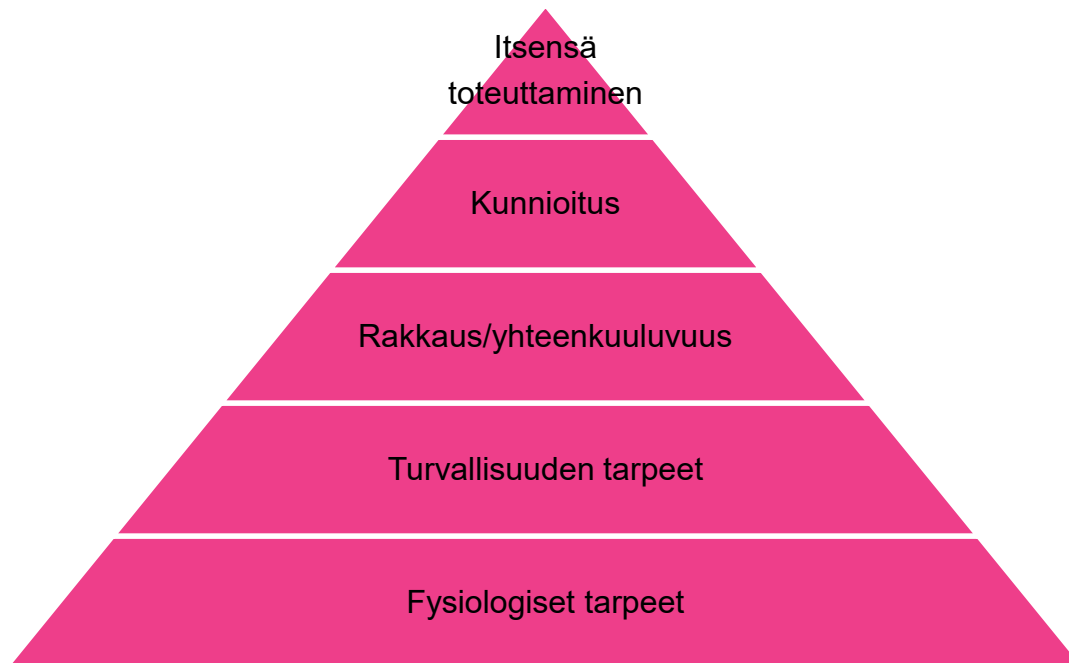 Itsensä
toteuttaminen
Kunnioitus
Rakkaus/yhteenkuuluvuus
Turvallisuuden tarpeet
Fysiologiset tarpeet